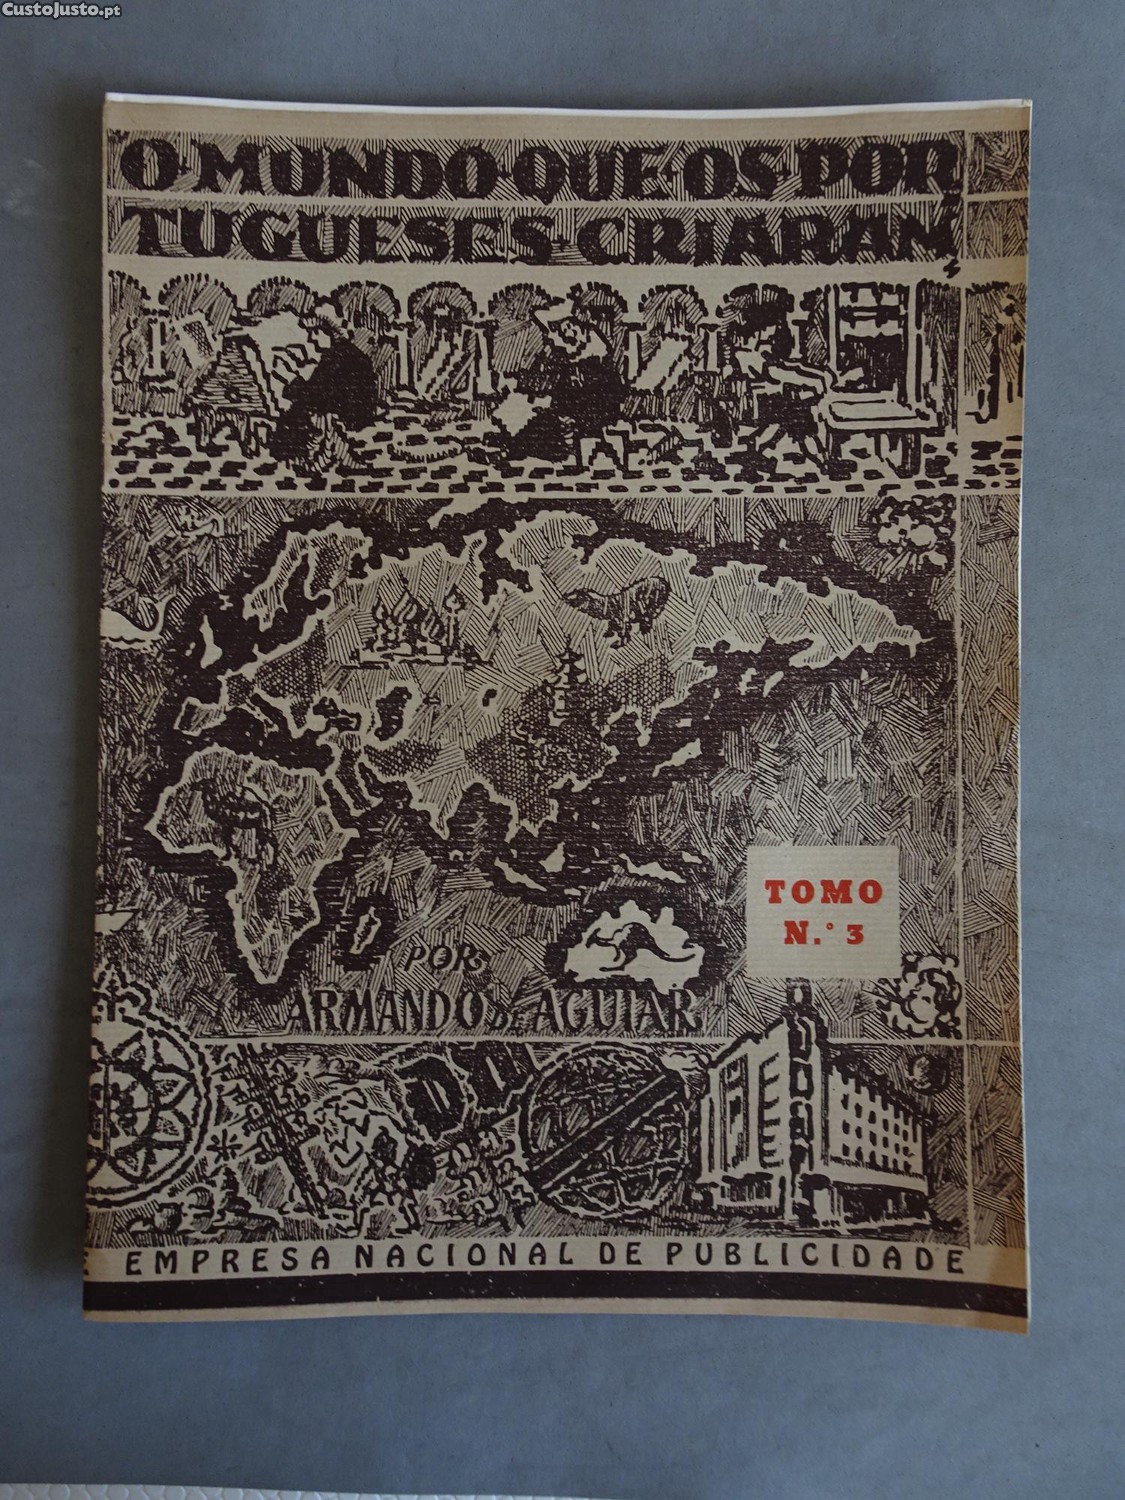 CustoJusto.pt
O·MUNDO·QUE·OS·POR
TUGUESES·CRIARAM
TOMO
N.º 3
POR
ARMANDO DE AGUIAR
EMPRESA NACIONAL DE PUBLICIDADE